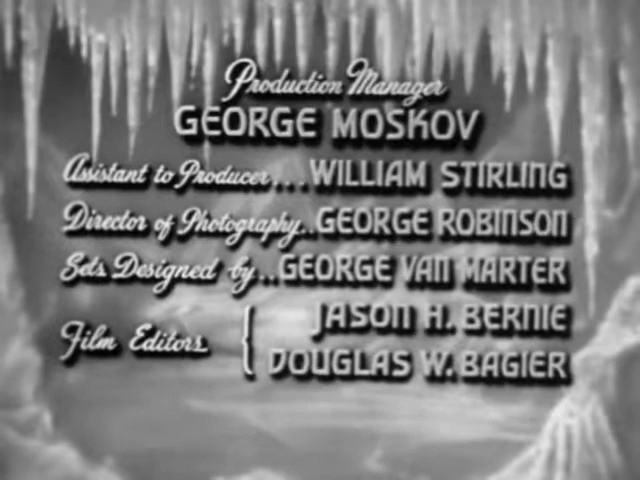 Production Manager
GEORGE MOSKOV
Assistant to Producer...WILLIAM STIRLING
Director of Photography..GEORGE ROBINSON
Sets Designed by..GEORGE VAN MARTER
Film Editors { JASON H. BERNIE
DOUGLAS W. BAGIER